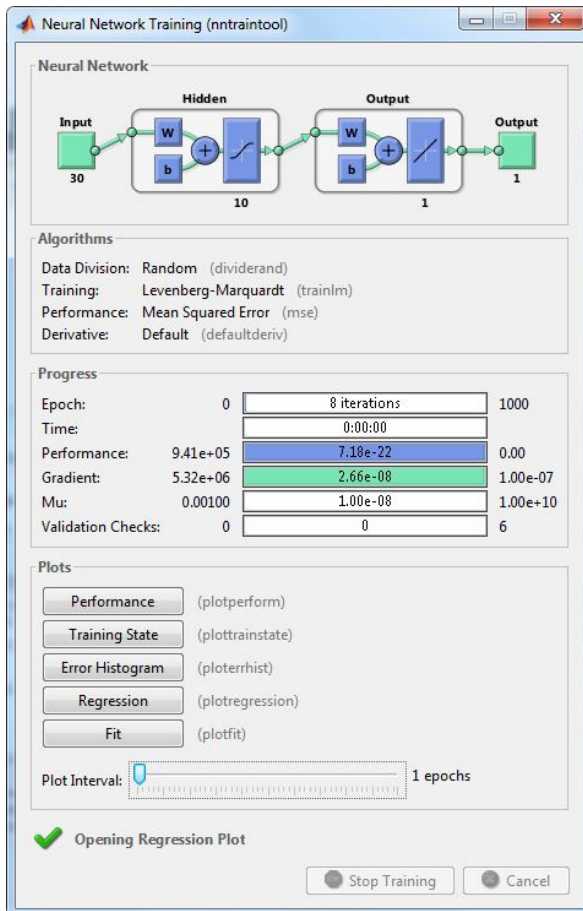 Neural Network Training (nntraintool)
Neural Network
Hidden
Output
Input
Output
W
b
+
W
b
+
30
10
1
1
Algorithms
Data Division: Random (dividerand)
Training: Levenberg-Marquardt (trainlm)
Performance: Mean Squared Error (mse)
Derivative: Default (defaultderiv)
Progress
Epoch: 0 8 iterations 1000
Time: 0:00:00
Performance: 9.41e+05 7.18e-22 0.00
Gradient: 5.32e+06 2.66e-08 1.00e-07
Mu: 0.00100 1.00e-08 1.00e+10
Validation Checks: 0 0 6
Plots
Performance (plotperform)
Training State (plottrainstate)
Error Histogram (ploterrhist)
Regression (plotregression)
Fit (plotfit)
Plot Interval: 1 epochs
Opening Regression Plot
Stop Training Cancel